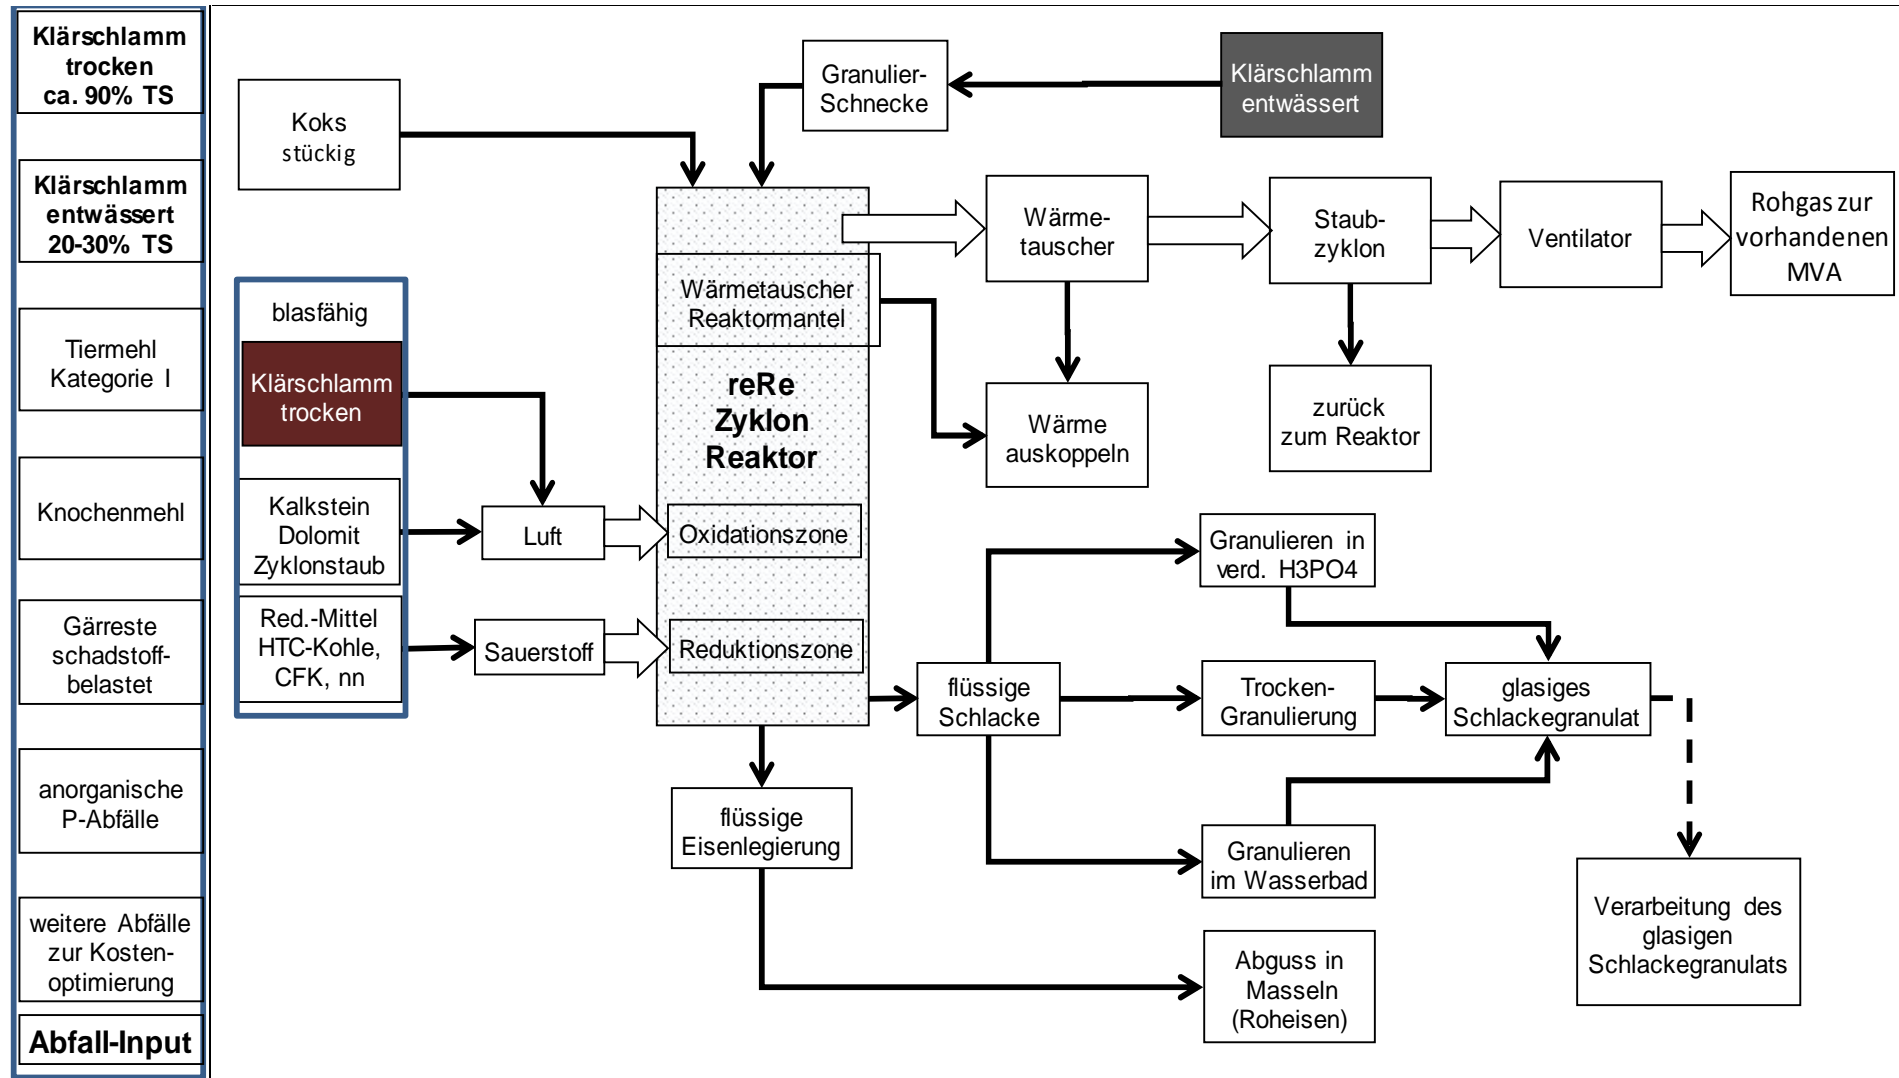 Klärschlamm
trocken
ca. 90% TS
Klärschlamm
entwässert
20-30% TS
Tiermehl
Kategorie I
Knochenmehl
Gärreste
schadstoff-
belastet
anorganische
P-Abfälle
weitere Abfälle
zur Kosten-
optimierung
Abfall-Input
Koks
stückig
Granulier-
Schnecke
Klärschlamm
entwässert
blasfähig
Klärschlamm
trocken
Kalkstein
Dolomit
Zyklonstaub
Red.-Mittel
HTC-Kohle,
CFK, nn
Luft
Sauerstoff
Wärmetauscher
Reaktormantel
reRe
Zyklon
Reaktor
Oxidationszone
Reduktionszone
Wärme-
tauscher
Staub-
zyklon
Ventilator
Rohgas zur
vorhandenen
MVA
Wärme
auskoppeln
zurück
zum Reaktor
flüssige
Schlacke
Granulieren in
verd. H3PO4
Trocken-
Granulierung
Granulieren
im Wasserbad
glasiges
Schlackegranulat
flüssige
Eisenlegierung
Abguss in
Masseln
(Roheisen)
Verarbeitung des
glasigen
Schlackegranulats